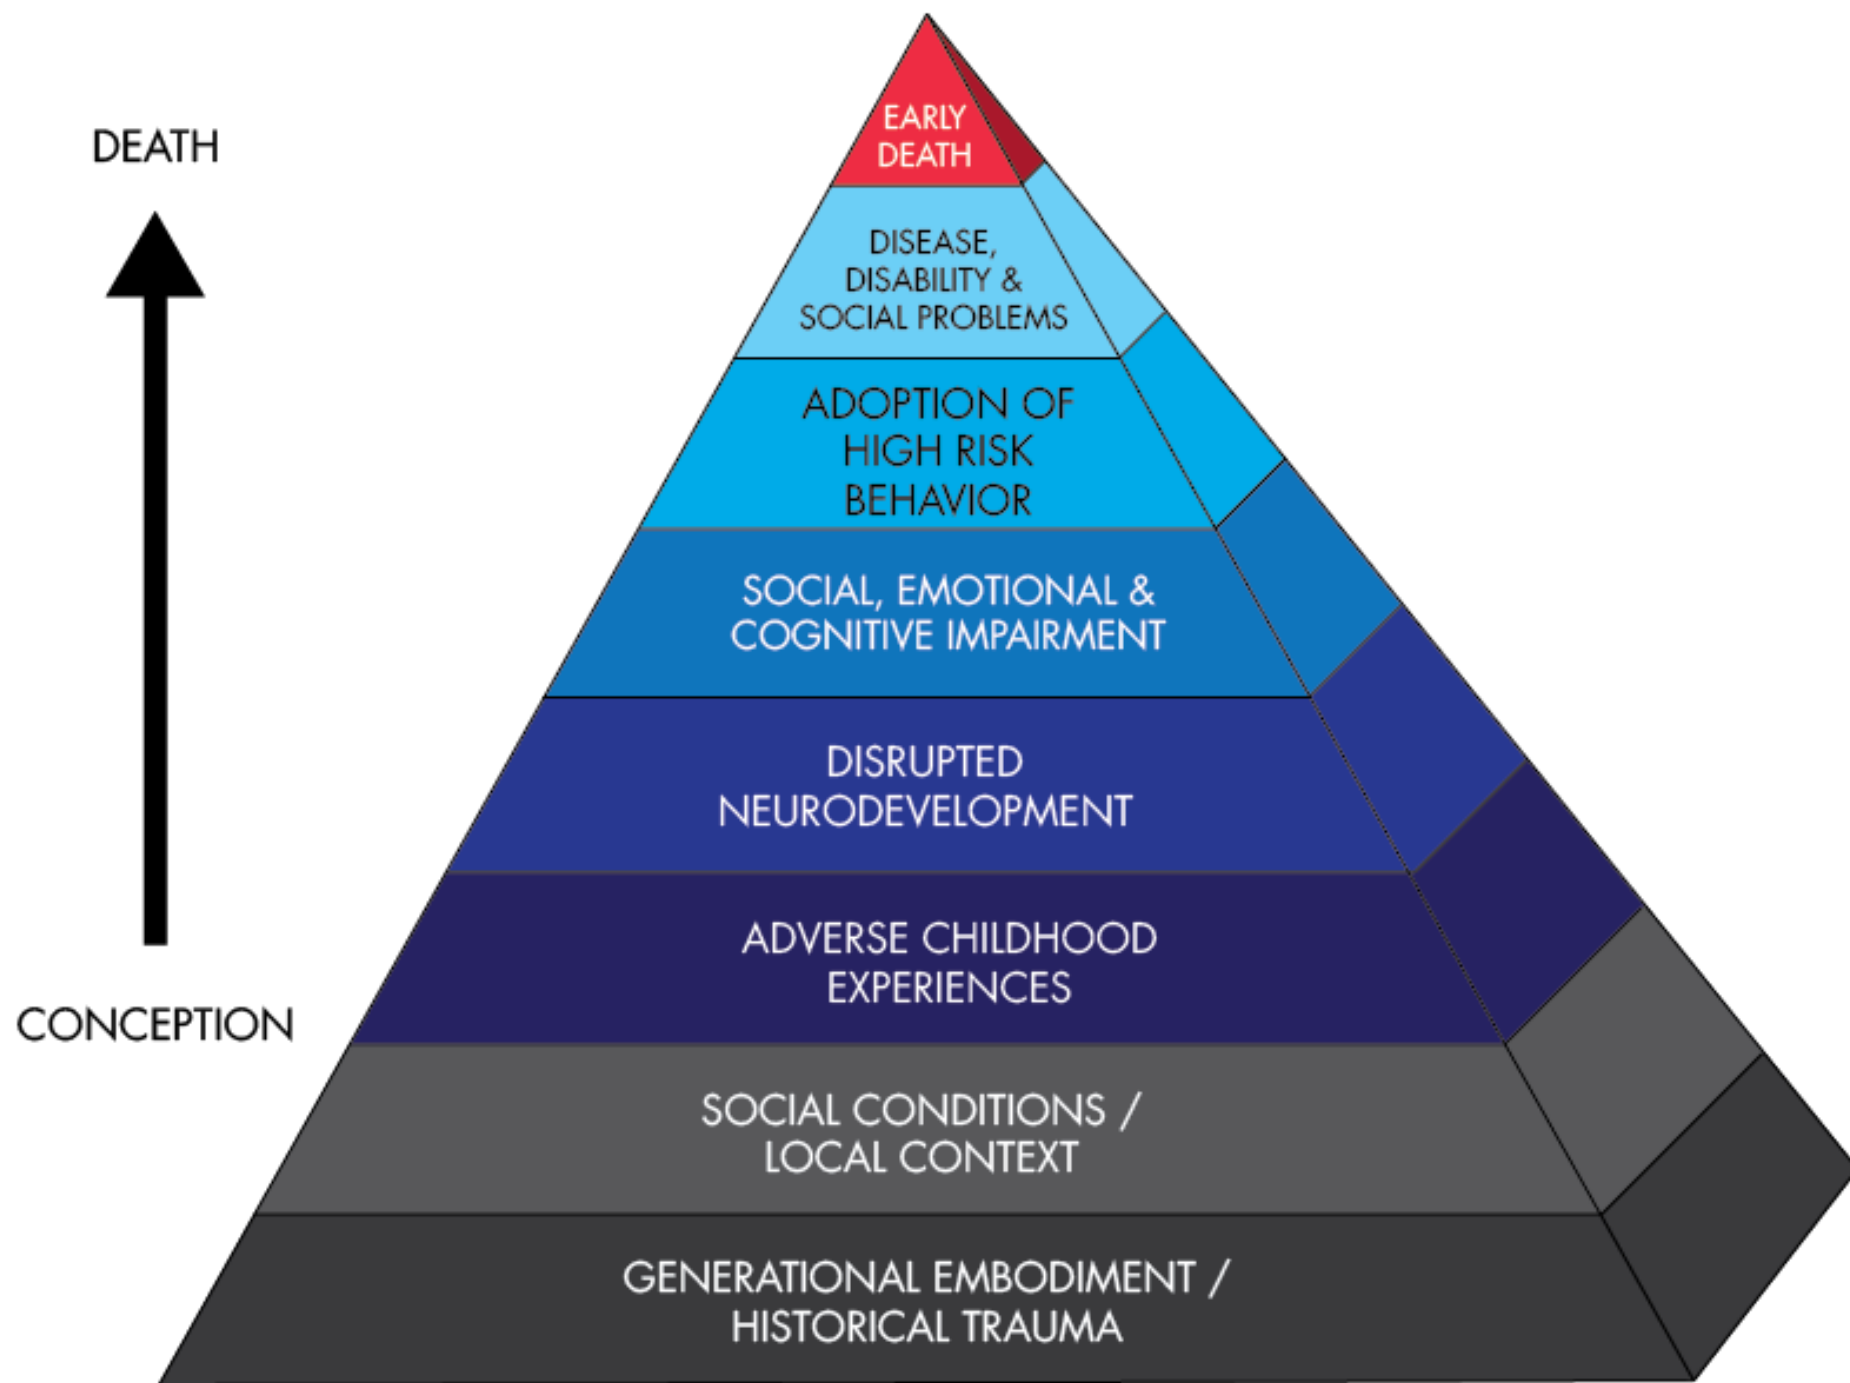 DEATH
CONCEPTION
EARLY
DEATH
DISEASE,
DISABILITY &
SOCIAL PROBLEMS
ADOPTION OF
HIGH RISK
BEHAVIOR
SOCIAL, EMOTIONAL &
COGNITIVE IMPAIRMENT
DISRUPTED
NEURODEVELOPMENT
ADVERSE CHILDHOOD
EXPERIENCES
SOCIAL CONDITIONS /
LOCAL CONTEXT
GENERATIONAL EMBODIMENT /
HISTORICAL TRAUMA